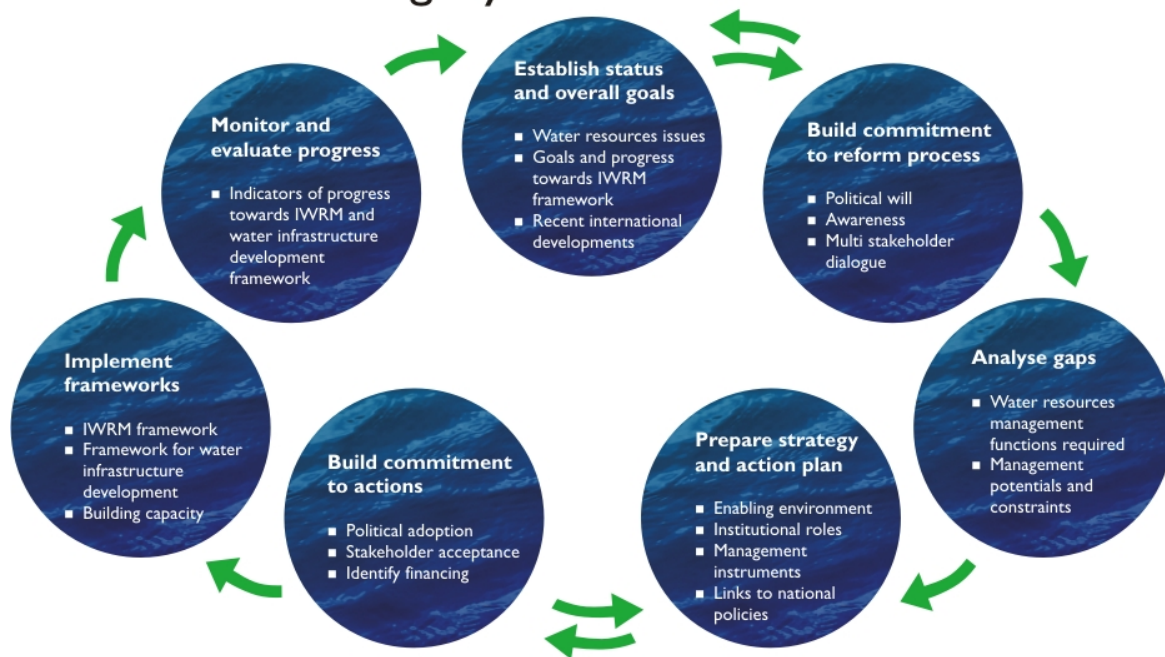 Establish status
and overall goals
■ Water resources issues
■ Goals and progress
towards IWRM
framework
■ Recent international
developments
Build commitment
to reform process
■ Political will
■ Awareness
■ Multi stakeholder
dialogue
Analyse gaps
■ Water resources
management
functions required
■ Management
potentials and
constraints
Prepare strategy
and action plan
■ Enabling environment
■ Institutional roles
■ Management
instruments
■ Links to national
policies
Build commitment
to actions
■ Political adoption
■ Stakeholder acceptance
■ Identify financing
Implement
frameworks
■ IWRM framework
■ Framework for water
infrastructure
development
■ Building capacity
Monitor and
evaluate progress
■ Indicators of progress
towards IWRM and
water infrastructure
development
framework